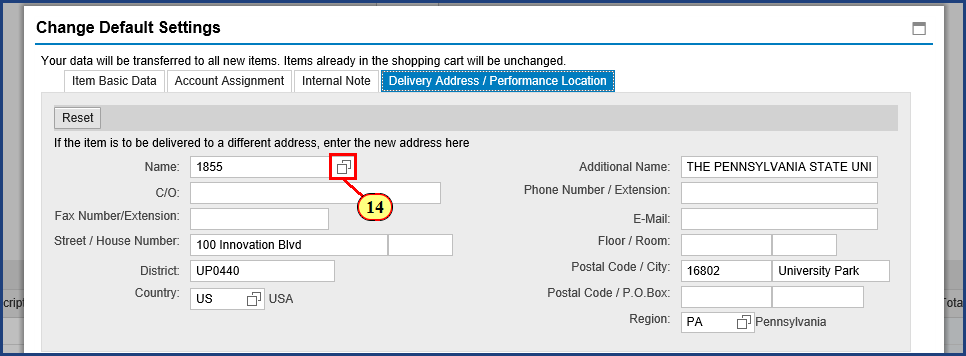 Change Default Settings
Your data will be transferred to all new items. Items already in the shopping cart will be unchanged.
Item Basic Data Account Assignment Internal Note Delivery Address / Performance Location
Reset
If the item is to be delivered to a different address, enter the new address here
Name: 1855 Additional Name: THE PENNSYLVANIA STATE UNI
C/O: Phone Number / Extension:
14
Fax Number/Extension: E-Mail:
Street / House Number: 100 Innovation Blvd Floor / Room:
District: UP0440 Postal Code / City: 16802 University Park
Country: US USA Postal Code / P.O.Box:
Region: PA Pennsylvania